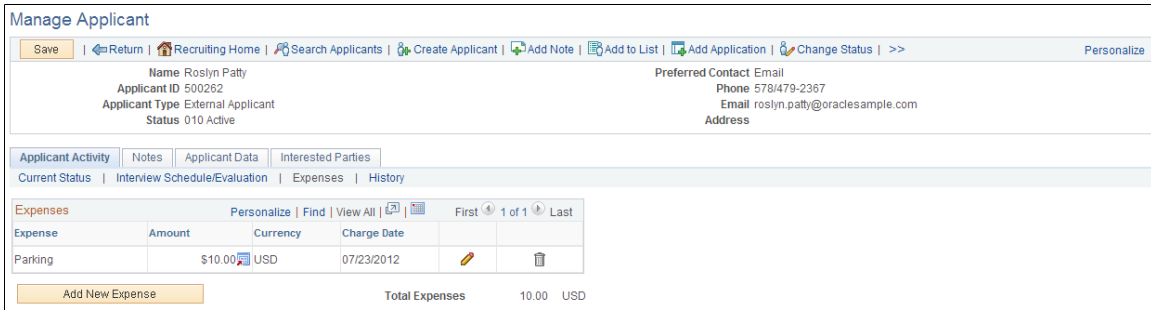 Manage Applicant
Save | Return | Recruiting Home | Search Applicants | Create Applicant | Add Note | Add to List | Add Application | Change Status | >> Personalize
Name Roslyn Patty Preferred Contact Email
Applicant ID 500262 Phone 578/479-2367
Applicant Type External Applicant Email roslyn.patty@oraclesample.com
Status 010 Active Address
Applicant Activity Notes Applicant Data Interested Parties
Current Status | Interview Schedule/Evaluation | Expenses | History
Expenses Personalize | Find | View All | | First 1 of 1 Last
Expense Amount Currency Charge Date
Parking $10.00 USD 07/23/2012
Add New Expense Total Expenses 10.00 USD